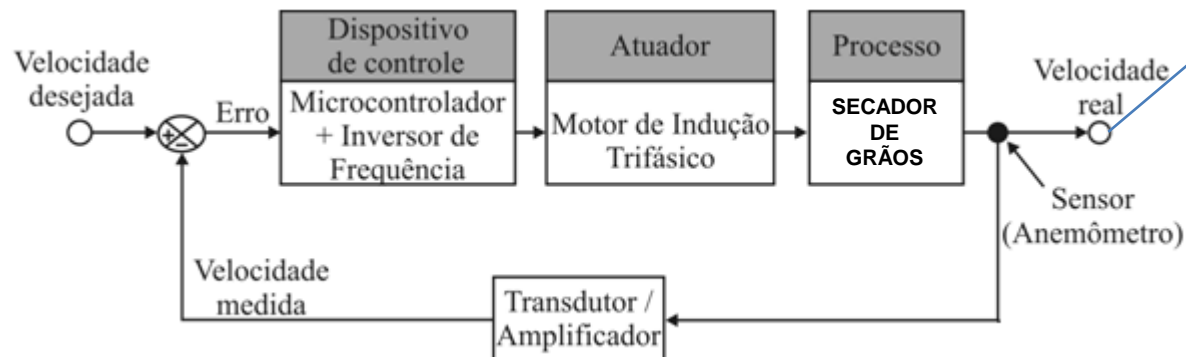 Velocidade
desejada
+
−
Erro
Dispositivo
de controle
Microcontrolador
+ Inversor de
Frequência
Atuador
Motor de Indução
Trifásico
Processo
SECADOR
DE
GRÃOS
Velocidade
real
Sensor
(Anemômetro)
Velocidade
medida
Transdutor /
Amplificador